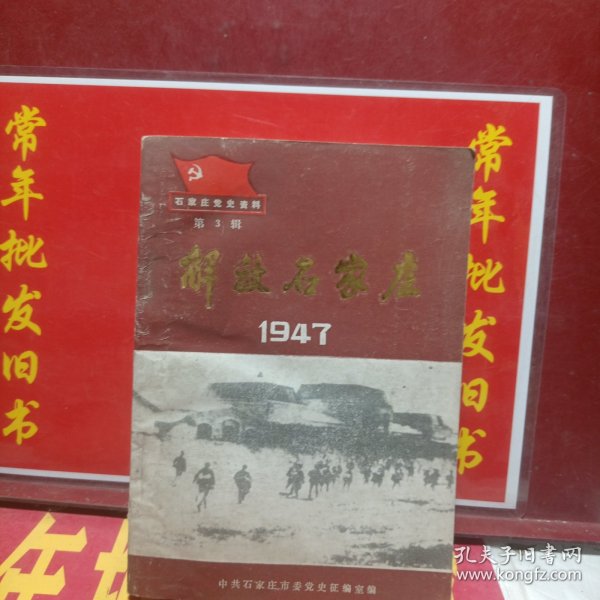 常年批发旧书
石家庄党史资料
第3辑
解放石家庄
1947
中共石家庄市委党史征编室编
常年批发旧书
年批
孔夫子旧书网
www.kongfz.com